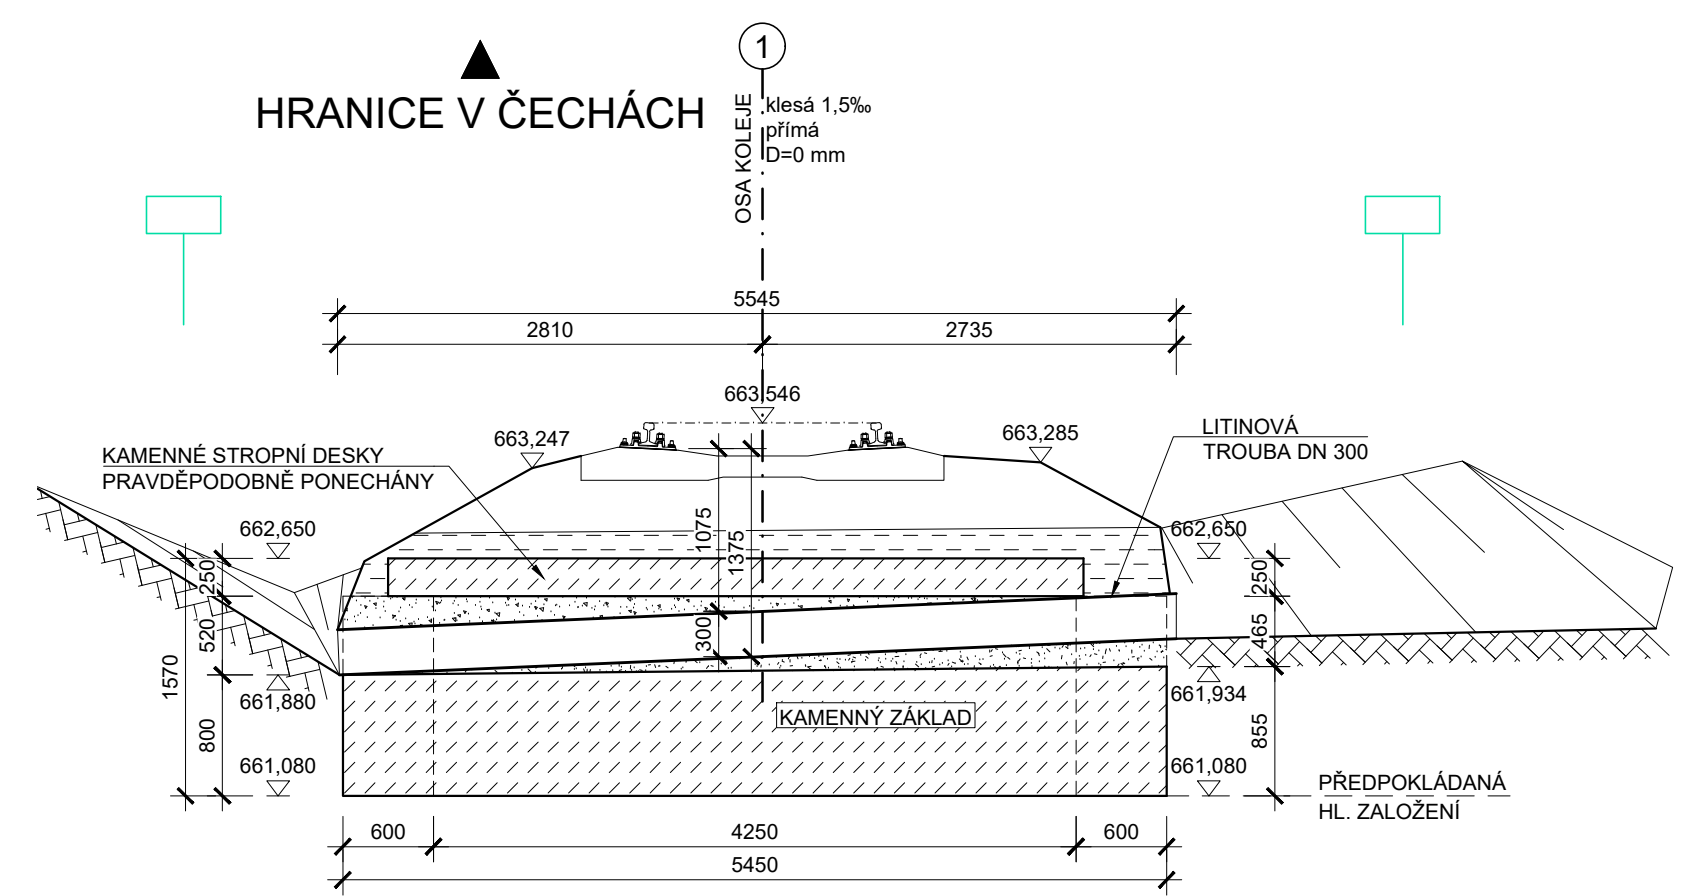 1
HRANICE V ČECHÁCH
OSA KOLEJE
klesá 1,5‰
přímá
D=0 mm
5545
2810
2735
663,546
663,247
663,285
LITINOVÁ
TROUBA DN 300
KAMENNÉ STROPNÍ DESKY
PRAVDĚPODOBNĚ PONECHÁNY
662,650
662,650
1075
1375
300
250
520
1570
800
250
465
855
661,880
661,934
KAMENNÝ ZÁKLAD
661,080
661,080
PŘEDPOKLÁDANÁ
HL. ZALOŽENÍ
600
4250
600
5450